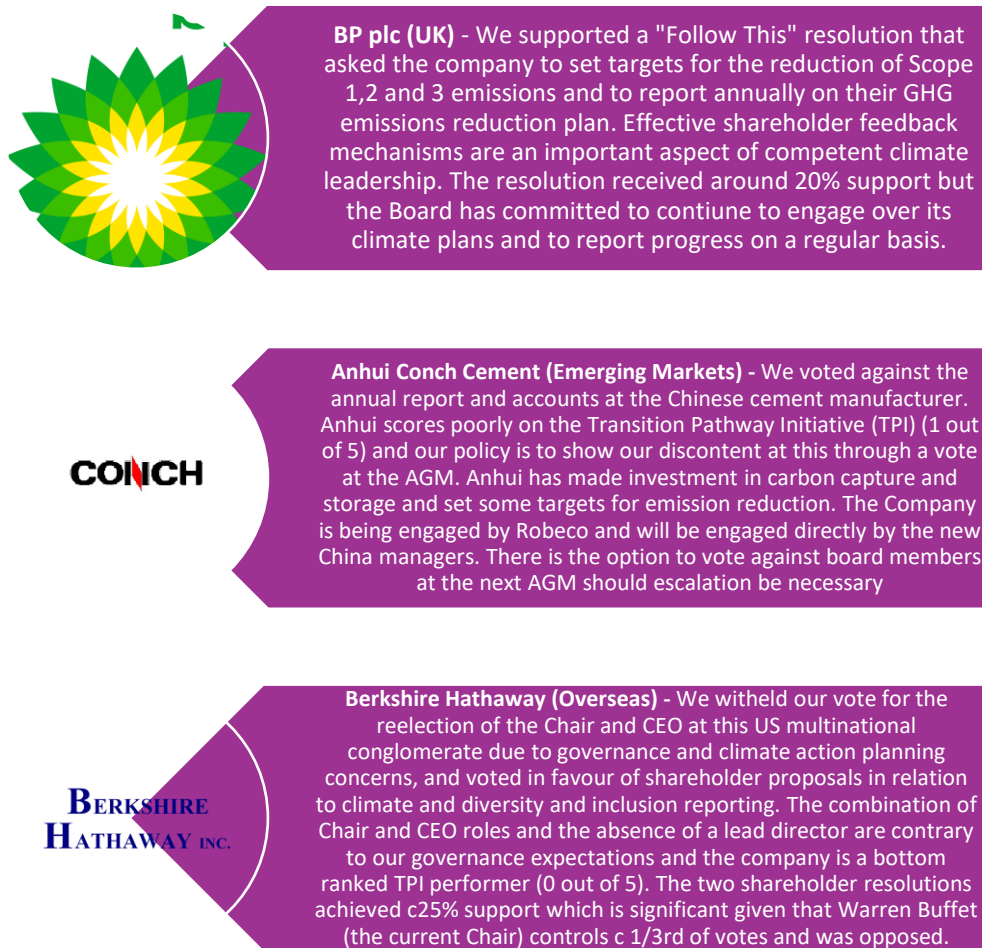 BP plc (UK) - We supported a "Follow This" resolution that
asked the company to set targets for the reduction of Scope
1,2 and 3 emissions and to report annually on their GHG
emissions reduction plan. Effective shareholder feedback
mechanisms are an important aspect of competent climate
leadership. The resolution received around 20% support but
the Board has committed to contiune to engage over its
climate plans and to report progress on a regular basis.
Anhui Conch Cement (Emerging Markets) - We voted against the
annual report and accounts at the Chinese cement manufacturer.
Anhui scores poorly on the Transition Pathway Initiative (TPI) (1 out
of 5) and our policy is to show our discontent at this through a vote
at the AGM. Anhui has made investment in carbon capture and
storage and set some targets for emission reduction. The Company
is being engaged by Robeco and will be engaged directly by the new
China managers. There is the option to vote against board members
at the next AGM should escalation be necessary
CONCH
Berkshire Hathaway (Overseas) - We witheld our vote for the
reelection of the Chair and CEO at this US multinational
conglomerate due to governance and climate action planning
concerns, and voted in favour of shareholder proposals in relation
to climate and diversity and inclusion reporting. The combination of
Chair and CEO roles and the absence of a lead director are contrary
to our governance expectations and the company is a bottom
ranked TPI performer (0 out of 5). The two shareholder resolutions
achieved c25% support which is significant given that Warren Buffet
(the current Chair) controls c 1/3rd of votes and was opposed.
BERKSHIRE
HATHAWAY INC.